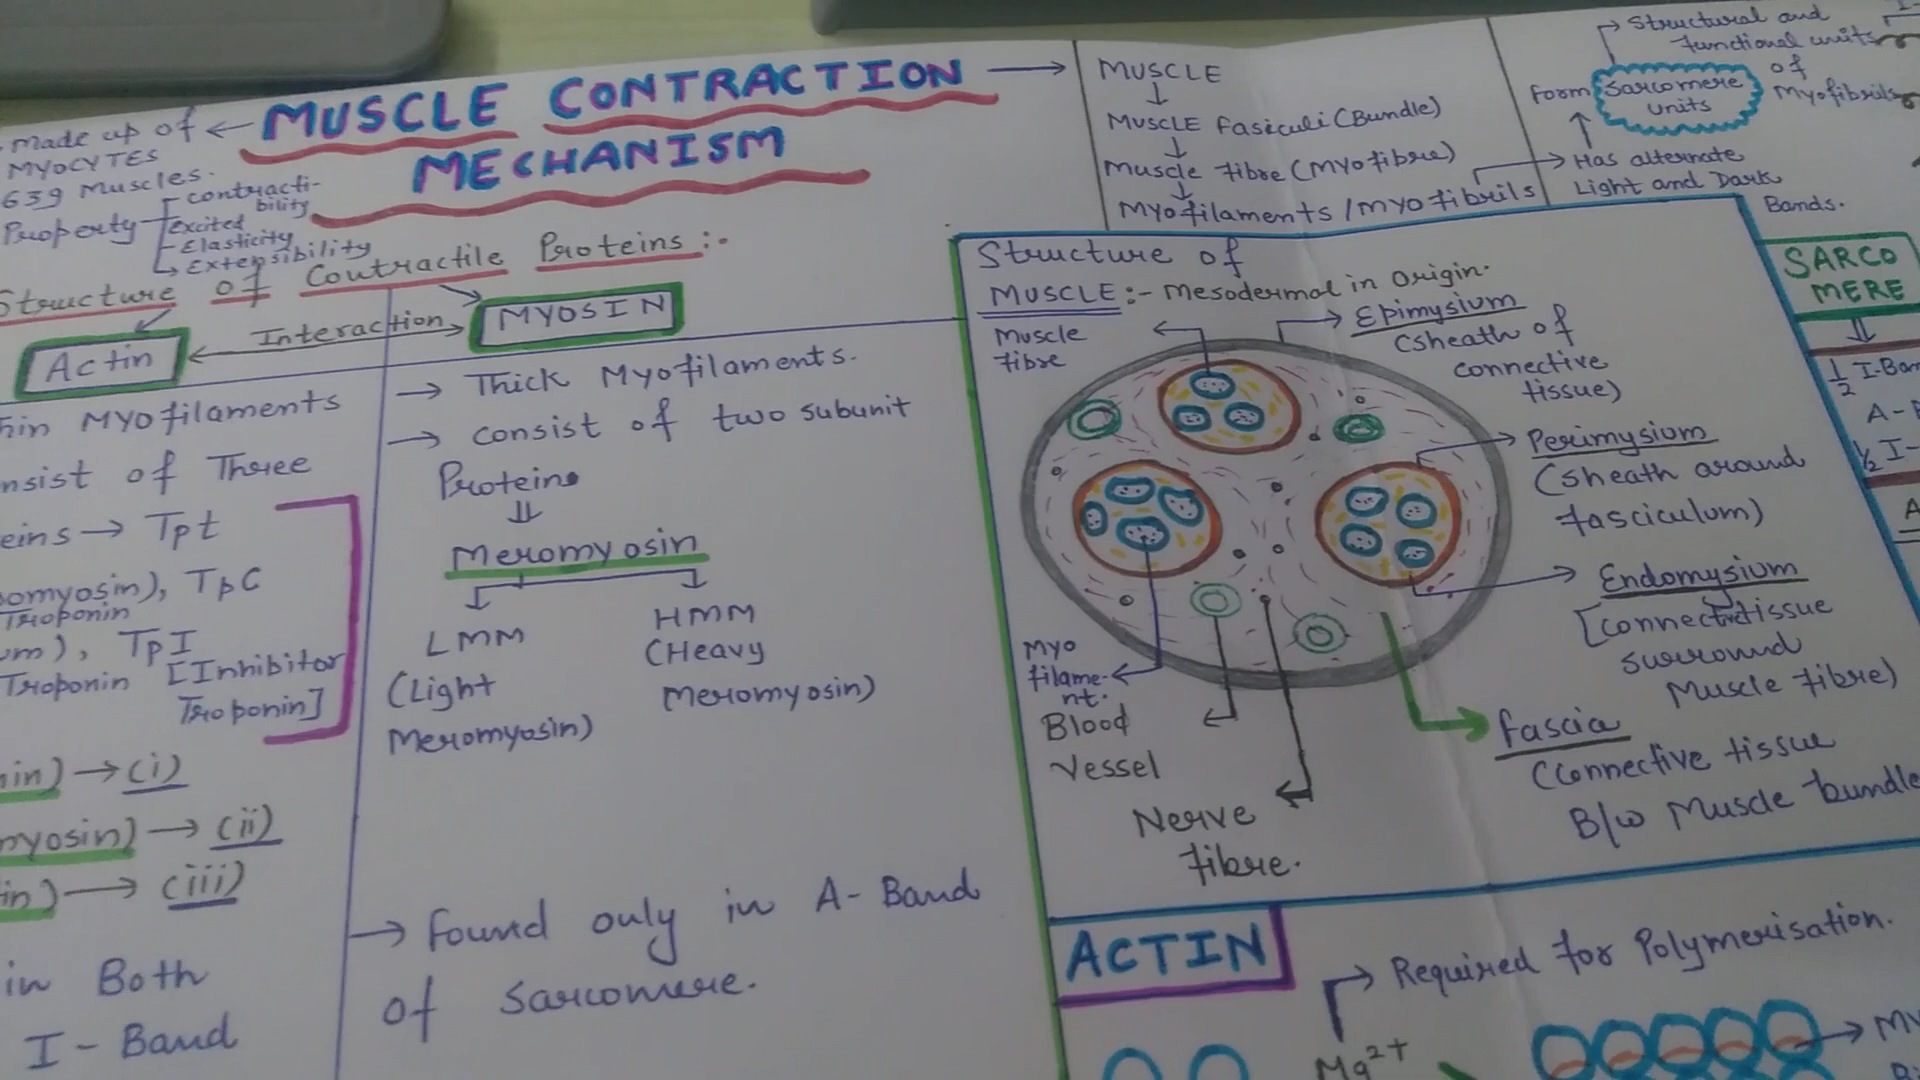 MUSCLE CONTRACTION
MECHANISM
Made up of
MYOCYTES
639 Muscles.
Property
contracti-
bility
Excited
Elasticity
Extensibility
Structure of Contractile Proteins :-
Actin
Interaction
MYOSIN
MYofilaments
of Three
Tpt
TpC
Troponin
TpI
Troponin [Inhibitor
Troponin]
(i)
(ii)
(iii)
in Both
I - Band
Thick Myofilaments.
consist of two subunit
Proteins
Meromyosin
LMM
(Light
Meromyosin)
HMM
(Heavy
Meromyosin)
Found only in A- Band
of Sarcomere.
MUSCLE
MUSCLE Fasiculi (Bundle)
Muscle Fibre (Myofibre)
Myofilaments / Myofibrils
Has alternate
Light and Dark
Bands.
Form
Sarcomere
units
Structural and
functional units
of
Myofibrils
Structure of
MUSCLE :- Mesodermal in Origin.
Muscle
fibre
Epimysium
(sheath of
connective
tissue)
Perimysium
(sheath around
fasciculum)
Endomysium
[connective tissue
surround
Muscle fibre)
Myo
filame-
nt.
Blood
Vessel
Nerve
fibre.
Fascia
(Connective tissue
B/w Muscle bundle
SARCO
MERE
1/2 I-Ban
A-
1/2 I-
ACTIN
Required for Polymerisation.
Mg2+